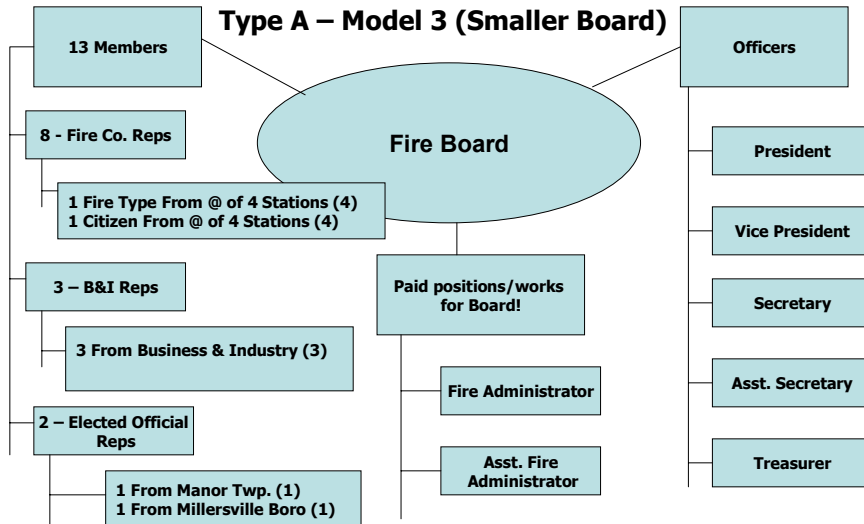 Type A – Model 3 (Smaller Board)
13 Members
Officers
Fire Board
8 - Fire Co. Reps
1 Fire Type From @ of 4 Stations (4)
1 Citizen From @ of 4 Stations (4)
3 – B&I Reps
3 From Business & Industry (3)
2 – Elected Official
Reps
1 From Manor Twp. (1)
1 From Millersville Boro (1)
Paid positions/works
for Board!
Fire Administrator
Asst. Fire
Administrator
President
Vice President
Secretary
Asst. Secretary
Treasurer